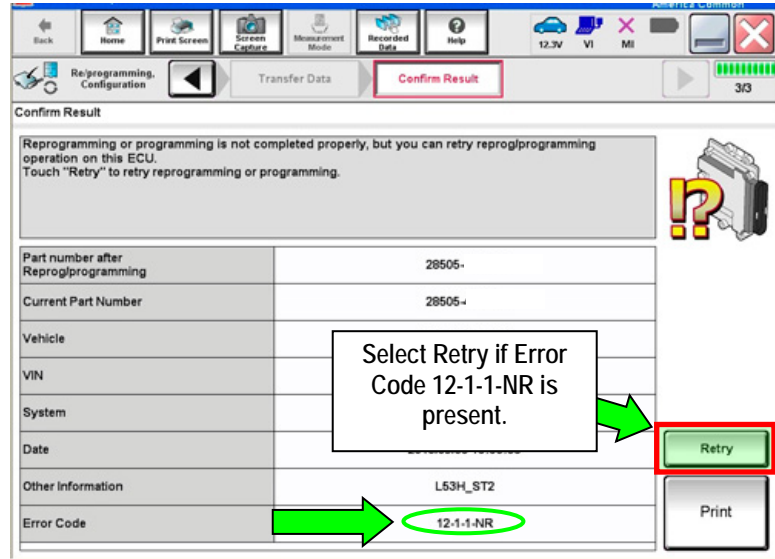 America Common
Back
Home
Print Screen
Screen
Capture
Measurement
Mode
Recorded
Data
Help
12.3V
VI
MI
Re/programming,
Configuration
Transfer Data
Confirm Result
3/3
Confirm Result
Reprogramming or programming is not completed properly, but you can retry reprog/programming
operation on this ECU.
Touch "Retry" to retry reprogramming or programming.
!?
Part number after
Reprog/programming
28505-
Current Part Number
28505-
Vehicle
VIN
System
Date
Select Retry if Error
Code 12-1-1-NR is
present.
Retry
Other Information
L53H_ST2
Error Code
12-1-1-NR
Print